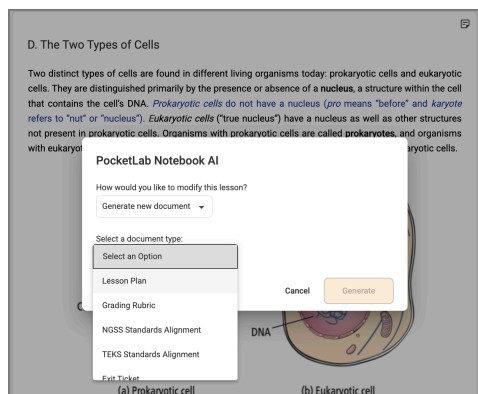 D. The Two Types of Cells
Two distinct types of cells are found in different living organisms today: prokaryotic cells and eukaryotic
cells. They are distinguished primarily by the presence or absence of a nucleus, a structure within the cell
that contains the cell's DNA. Prokaryotic cells do not have a nucleus (pro means "before" and karyote
refers to "nut" or "nucleus"). Eukaryotic cells ("true nucleus") have a nucleus as well as other structures
not present in prokaryotic cells. Organisms with prokaryotic cells are called prokaryotes, and organisms
with
PocketLab Notebook AI
How would you like to modify this lesson?
Generate new document
Select a document type:
Select an Option
Lesson Plan
Grading Rubric
NGSS Standards Alignment
TEKS Standards Alignment
Exit Ticket
Cancel
Generate
cells.
DNA
(a) Prokaryotic cell
(b) Eukaryotic cell